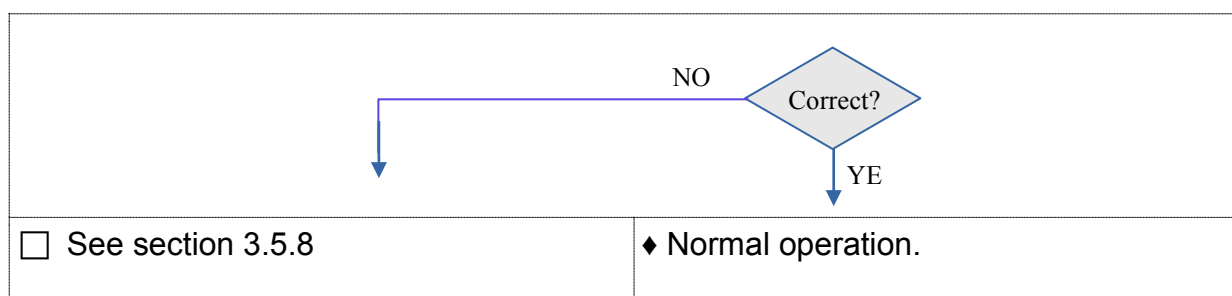 NO
Correct?
YE
☐ See section 3.5.8
♦ Normal operation.